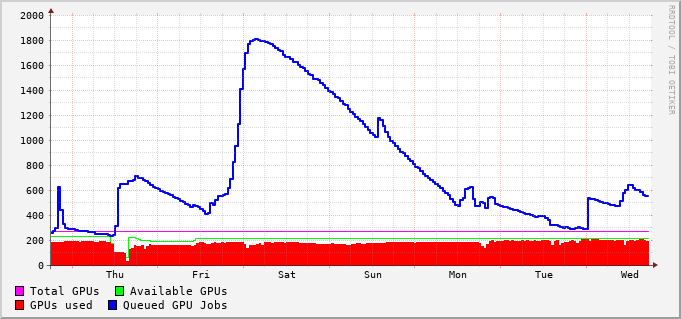 2000
1800
1600
1400
1200
1000
800
600
400
200
0
Thu Fri Sat Sun Mon Tue Wed
RRDTOOL / TOBI OETIKER
Total GPUs Available GPUs
GPUs used Queued GPU Jobs